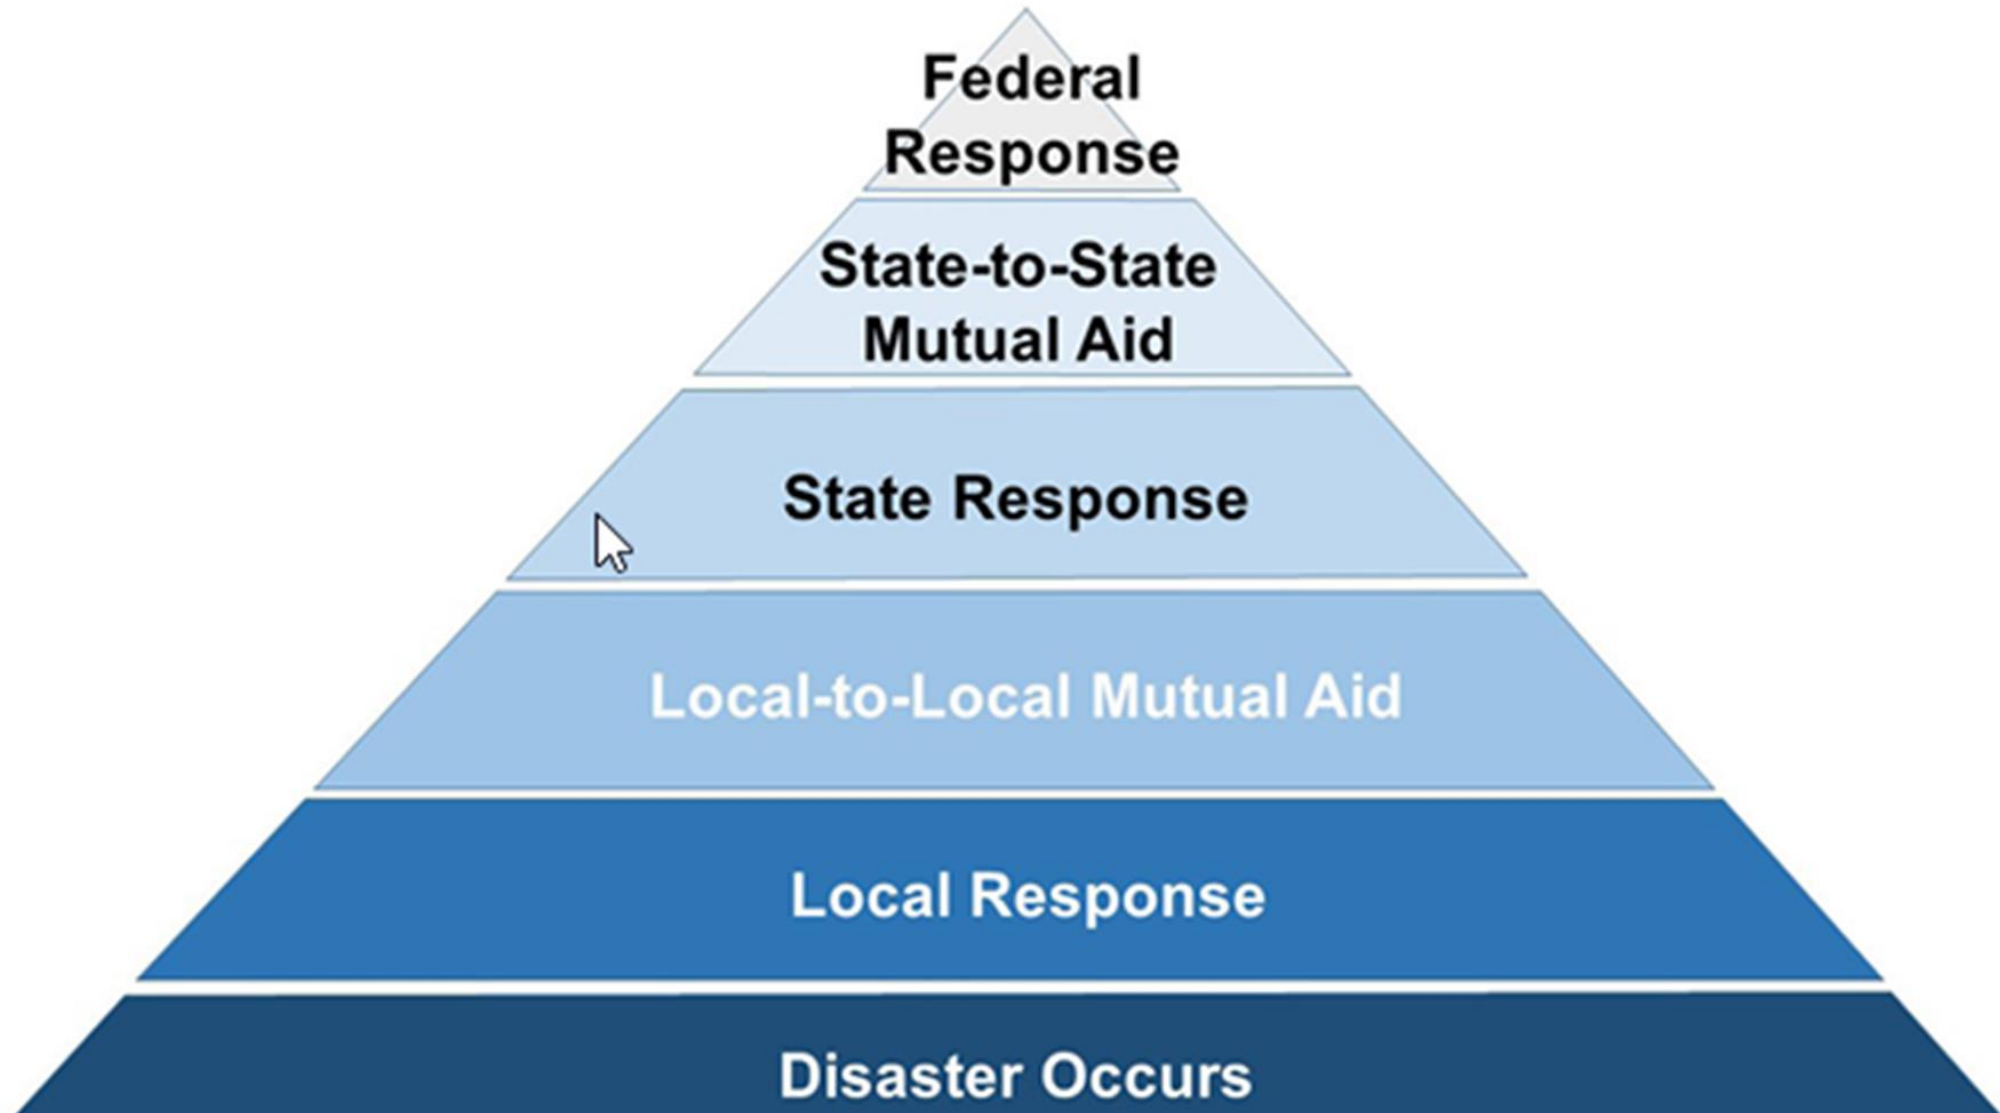 Federal
Response
State-to-State
Mutual Aid
State Response
Local-to-Local Mutual Aid
Local Response
Disaster Occurs